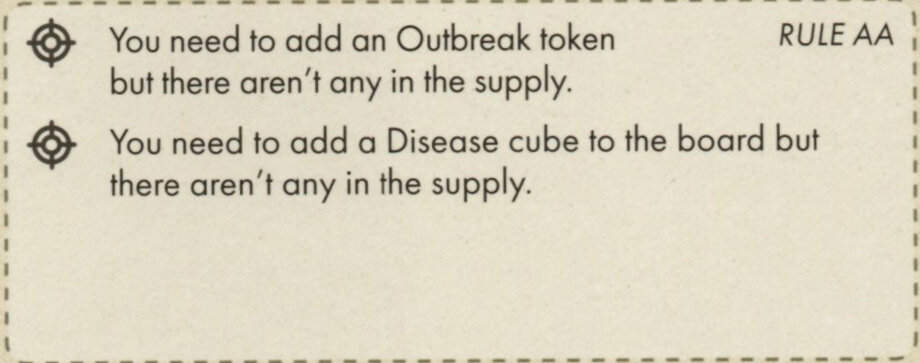 You need to add an Outbreak token
RULE AA
but there aren't any in the supply.
You need to add a Disease cube to the board but
there aren't any in the supply.